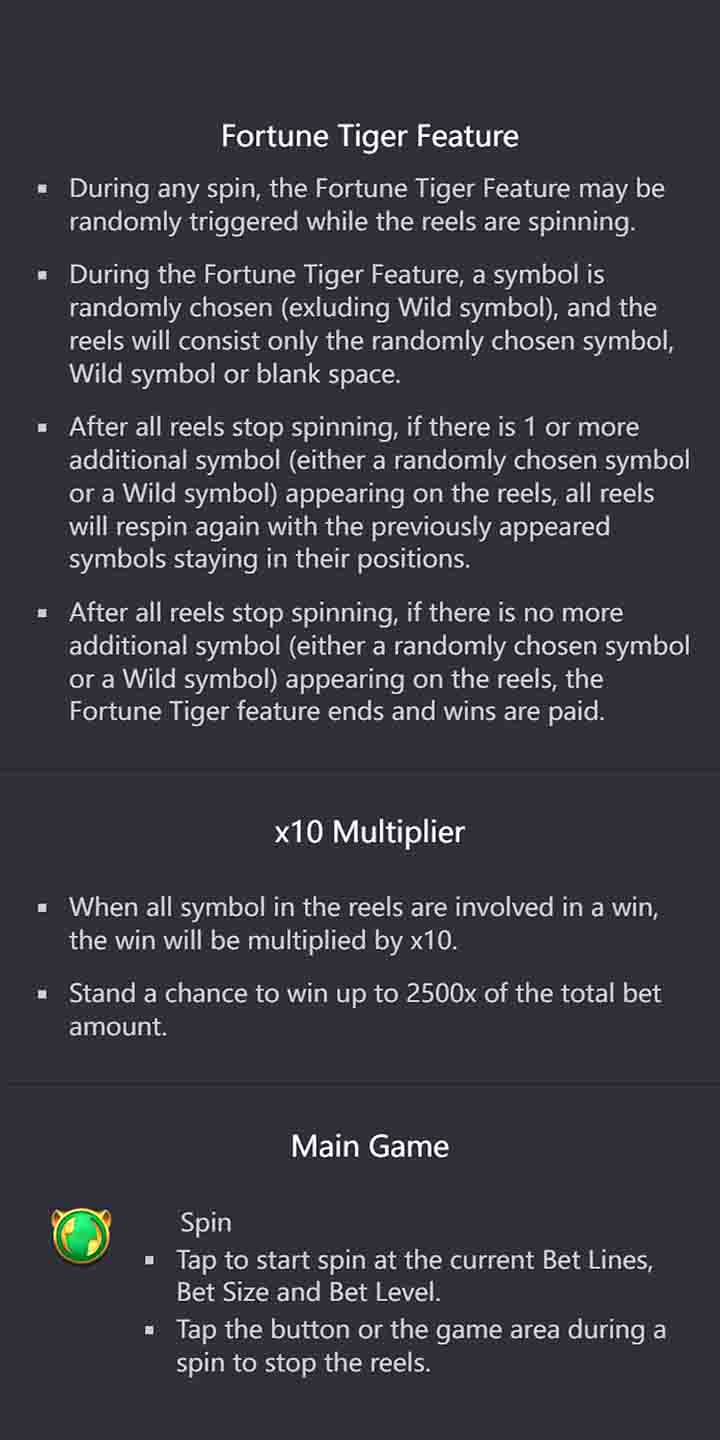 Fortune Tiger Feature
▪ During any spin, the Fortune Tiger Feature may be
randomly triggered while the reels are spinning.
▪ During the Fortune Tiger Feature, a symbol is
randomly chosen (exluding Wild symbol), and the
reels will consist only the randomly chosen symbol,
Wild symbol or blank space.
▪ After all reels stop spinning, if there is 1 or more
additional symbol (either a randomly chosen symbol
or a Wild symbol) appearing on the reels, all reels
will respin again with the previously appeared
symbols staying in their positions.
▪ After all reels stop spinning, if there is no more
additional symbol (either a randomly chosen symbol
or a Wild symbol) appearing on the reels, the
Fortune Tiger feature ends and wins are paid.
x10 Multiplier
▪ When all symbol in the reels are involved in a win,
the win will be multiplied by x10.
▪ Stand a chance to win up to 2500x of the total bet
amount.
Main Game
Spin
▪ Tap to start spin at the current Bet Lines,
Bet Size and Bet Level.
▪ Tap the button or the game area during a
spin to stop the reels.